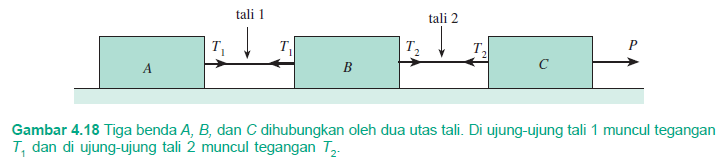 tali 1
tali 2
T1 T1 T2 T2 P
A B C
Gambar 4.18 Tiga benda A, B, dan C dihubungkan oleh dua utas tali. Di ujung-ujung tali 1 muncul tegangan
T1 dan di ujung-ujung tali 2 muncul tegangan T2.